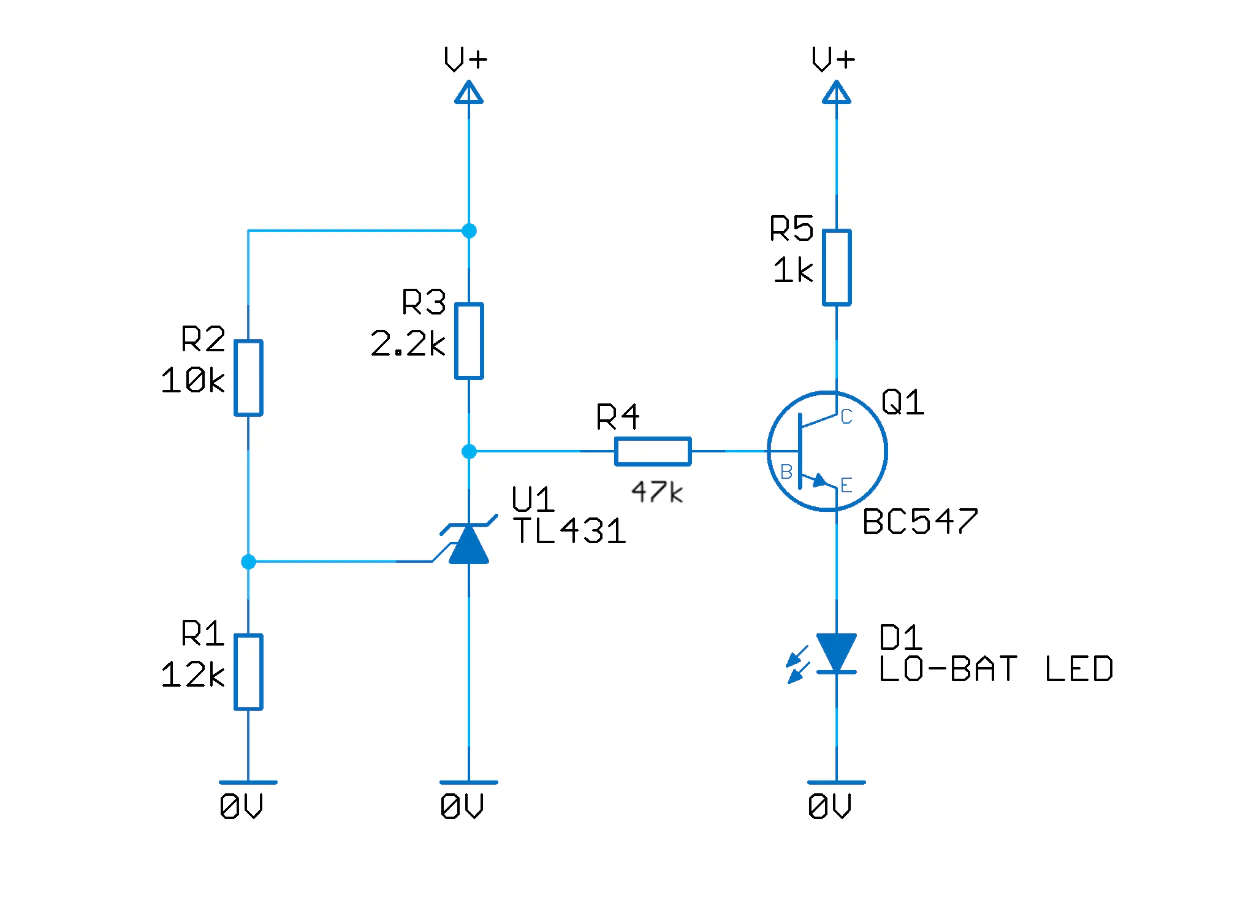 V+
V+
R5
1k
R3
2.2k
R2
10k
R4
47k
Q1
C
B
E
BC547
U1
TL431
R1
12k
D1
LO-BAT LED
0V
0V
0V